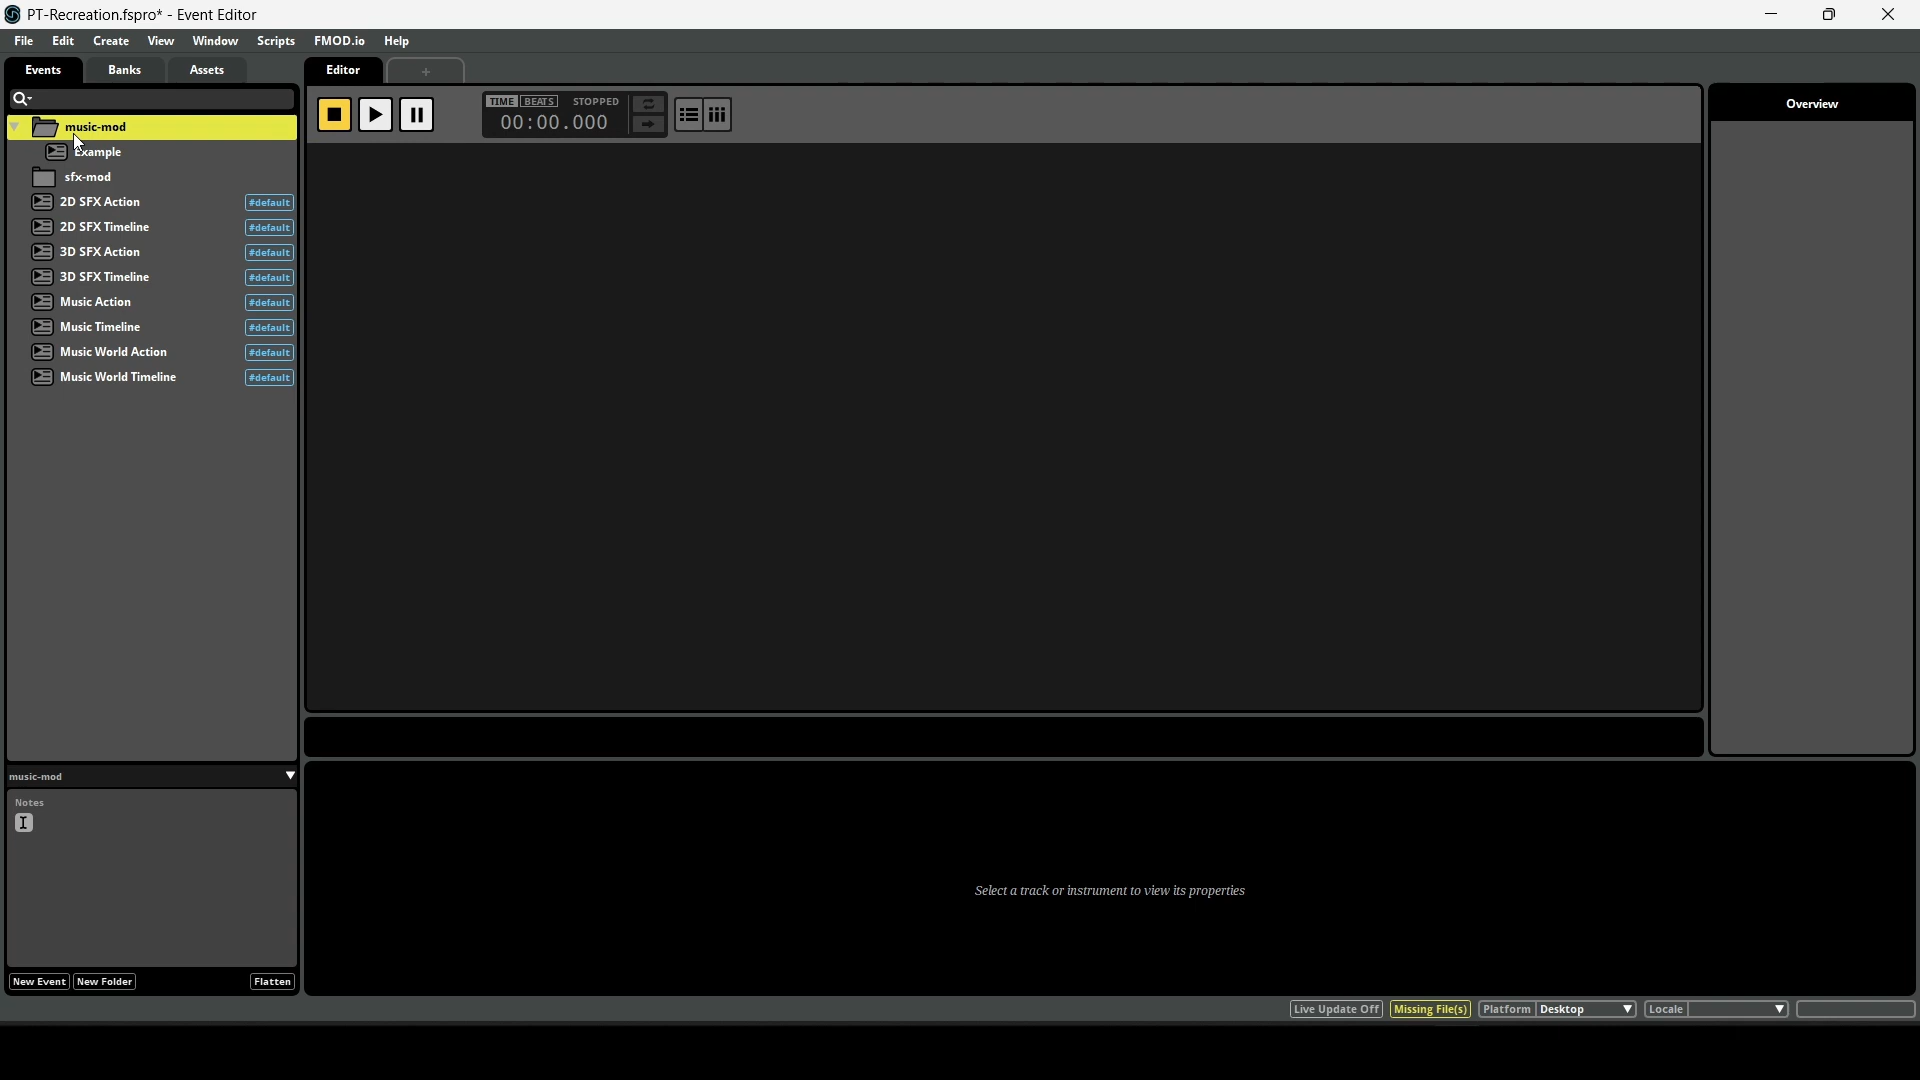 PT-Recreation.fspro* - Event Editor
File Edit Create View Window Scripts FMOD.io Help
Events Banks Assets
Editor +
TIME BEATS STOPPED
00:00.000
Overview
music-mod
Example
sfx-mod
2D SFX Action #default
2D SFX Timeline #default
3D SFX Action #default
3D SFX Timeline #default
Music Action #default
Music Timeline #default
Music World Action #default
Music World Timeline #default
music-mod
Notes
Select a track or instrument to view its properties
New Event New Folder Flatten
Live Update Off Missing File(s) Platform Desktop Locale